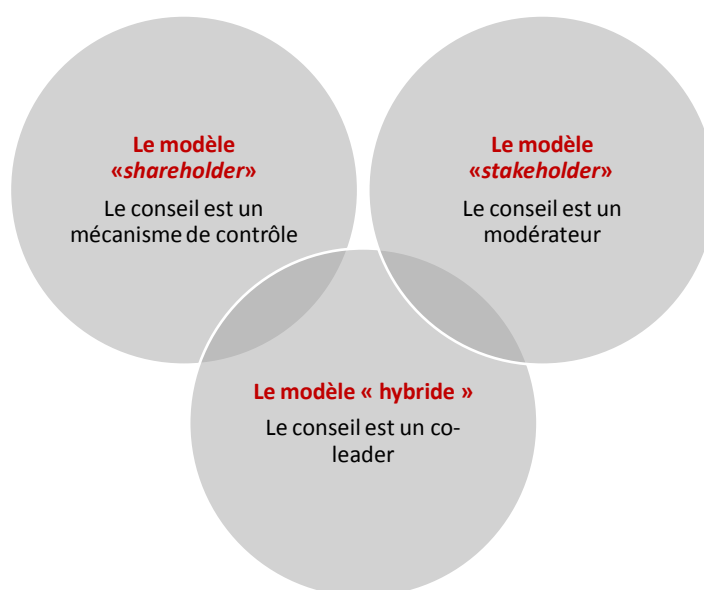 Le modèle
«shareholder»
Le conseil est un
mécanisme de contrôle
Le modèle
«stakeholder»
Le conseil est un
modérateur
Le modèle « hybride »
Le conseil est un co-
leader